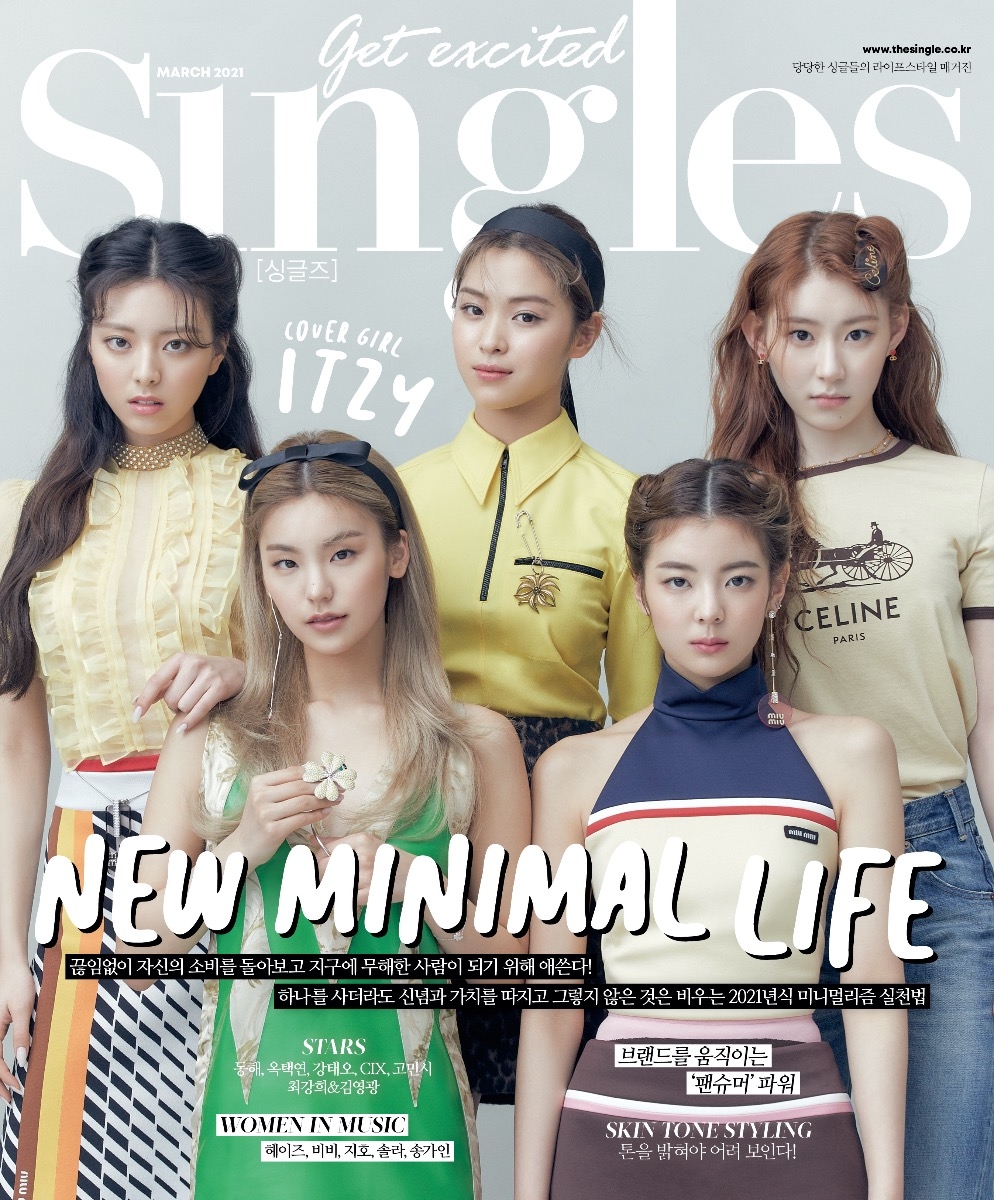 Get excited
MARCH 2021
Singles
www.thesingle.co.kr
당당한 싱글들의 라이프스타일 매거진
[싱글즈]
COVER GIRL
ITZY
Celine
CELINE
PARIS
miu
miu
miu miu
NEW MINIMAL LIFE
끊임없이 자신의 소비를 돌아보고 지구에 무해한 사람이 되기 위해 애쓴다!
하나를 사더라도 신념과 가치를 따지고 그렇지 않은 것은 비우는 2021년식 미니멀리즘 실천법
STARS
동해, 옥택연, 강태오, CIX, 고민시
최강희&김영광
WOMEN IN MUSIC
헤이즈, 비비, 지호, 솔라, 송가인
브랜드를 움직이는
‘팬슈머’ 파워
SKIN TONE STYLING
톤을 밝혀야 어려 보인다!